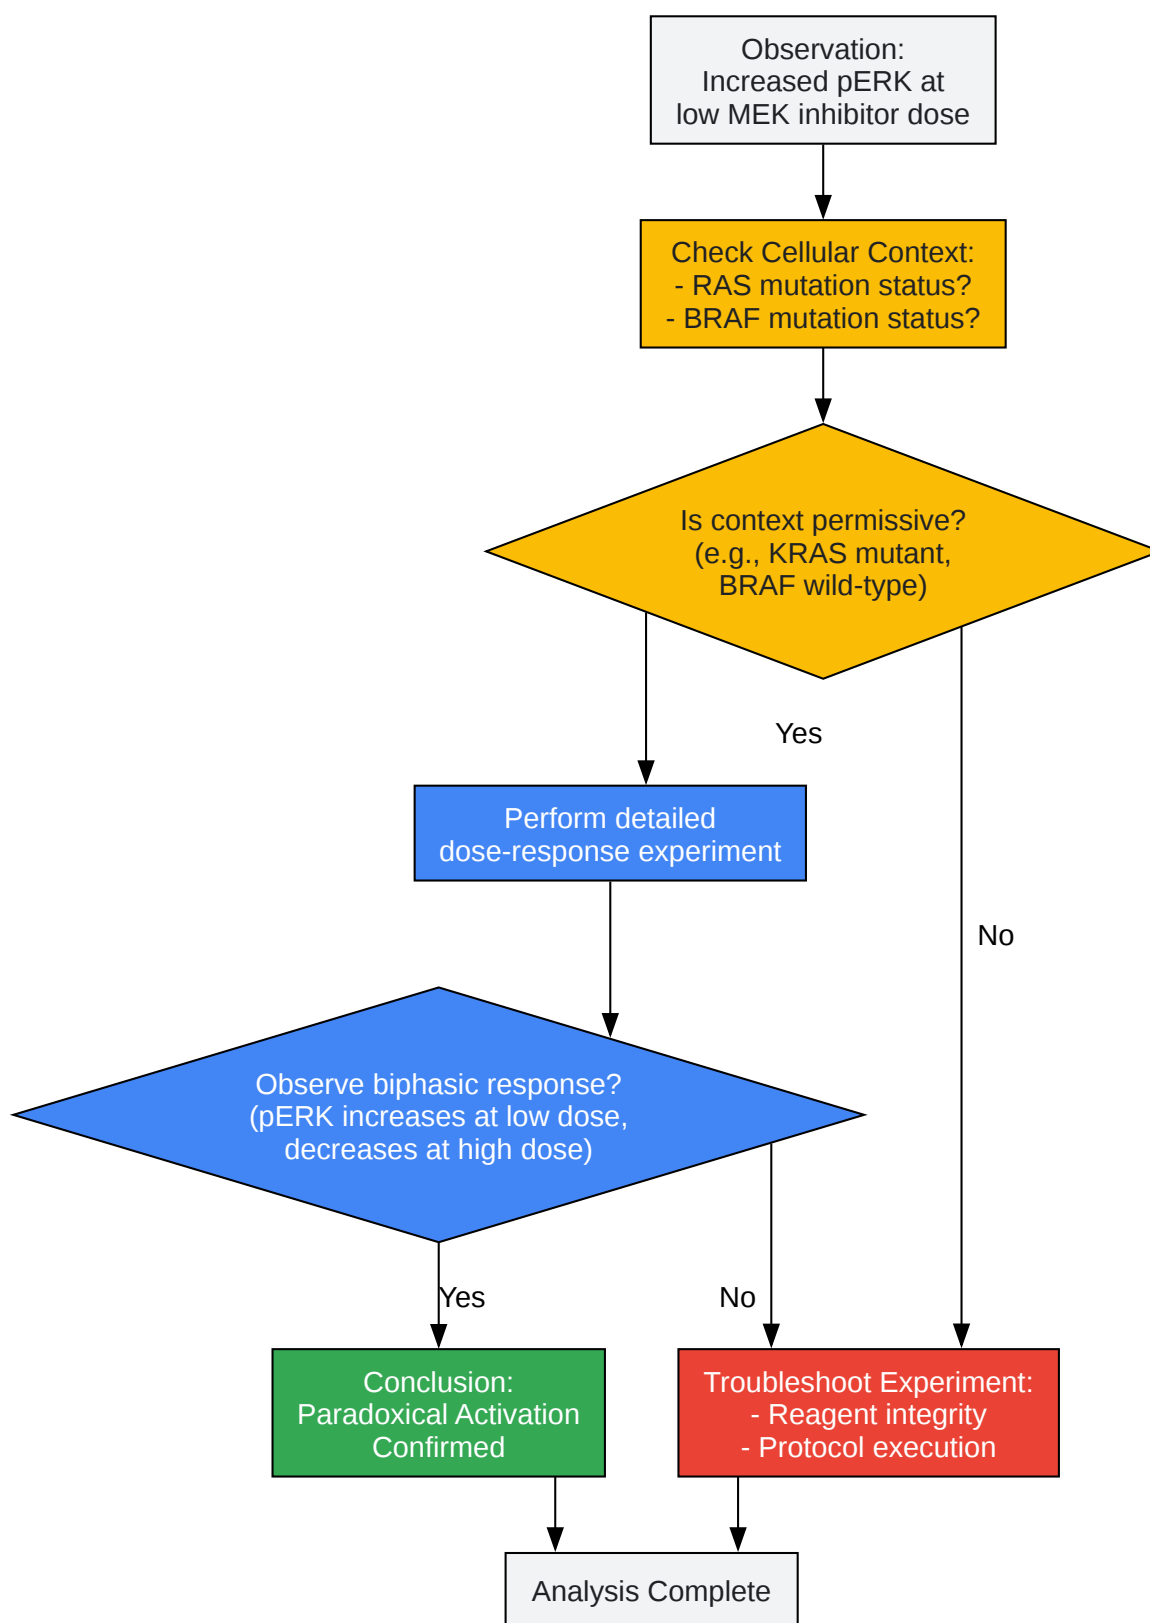 Observation:
Increased pERK at
low MEK inhibitor dose
Check Cellular Context:
- RAS mutation status?
- BRAF mutation status?
Is context permissive?
(e.g., KRAS mutant,
BRAF wild-type)
Yes
Perform detailed
dose-response experiment
No
Observe biphasic response?
(pERK increases at low dose,
decreases at high dose)
Yes
No
Conclusion:
Paradoxical Activation
Confirmed
Troubleshoot Experiment:
- Reagent integrity
- Protocol execution
Analysis Complete